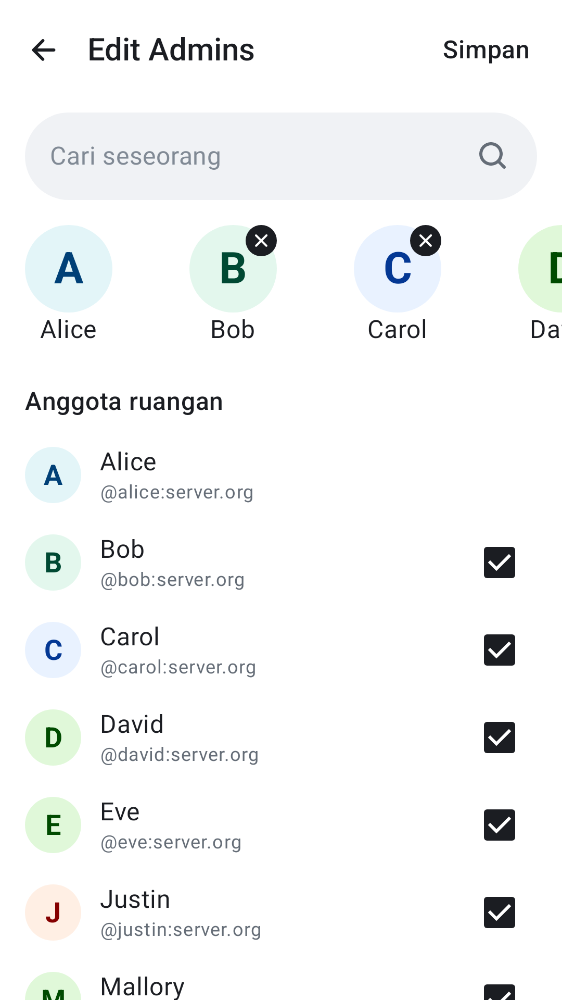 Edit Admins
Simpan
Cari seseorang
A
B
C
D
Alice
Bob
Carol
Da
Anggota ruangan
A
Alice
@alice:server.org
B
Bob
@bob:server.org
C
Carol
@carol:server.org
D
David
@david:server.org
E
Eve
@eve:server.org
J
Justin
@justin:server.org
M
Mallory